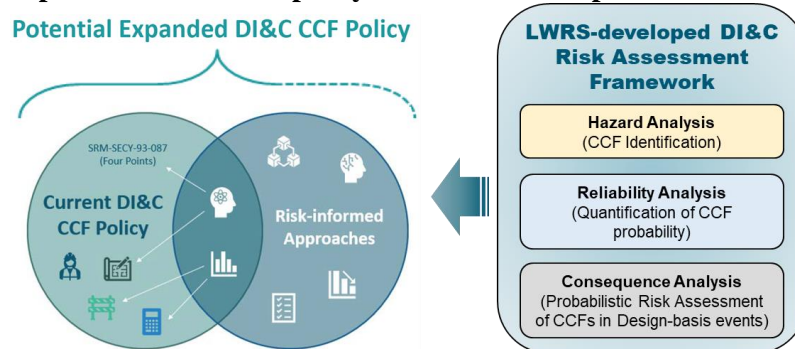 Potential Expanded DI&C CCF Policy
SRM-SECY-93-087
(Four Points)
Current DI&C
CCF Policy
Risk-informed
Approaches
LWRS-developed DI&C
Risk Assessment
Framework
Hazard Analysis
(CCF Identification)
Reliability Analysis
(Quantification of CCF
probability)
Consequence Analysis
(Probabilistic Risk Assessment
of CCFs in Design-basis events)